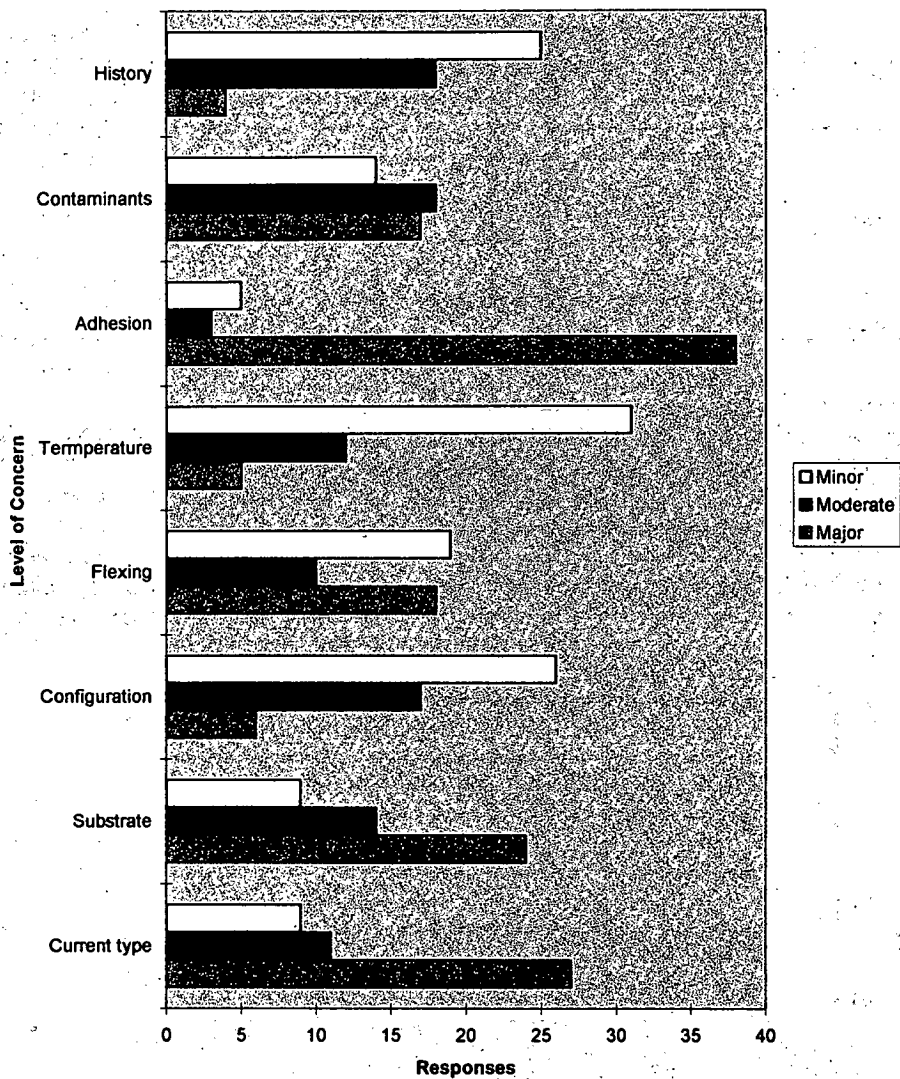 History
Contaminants
Adhesion
Termperature
Flexing
Configuration
Substrate
Current type
Level of Concern
0 5 10 15 20 25 30 35 40
Responses
Minor
Moderate
Major